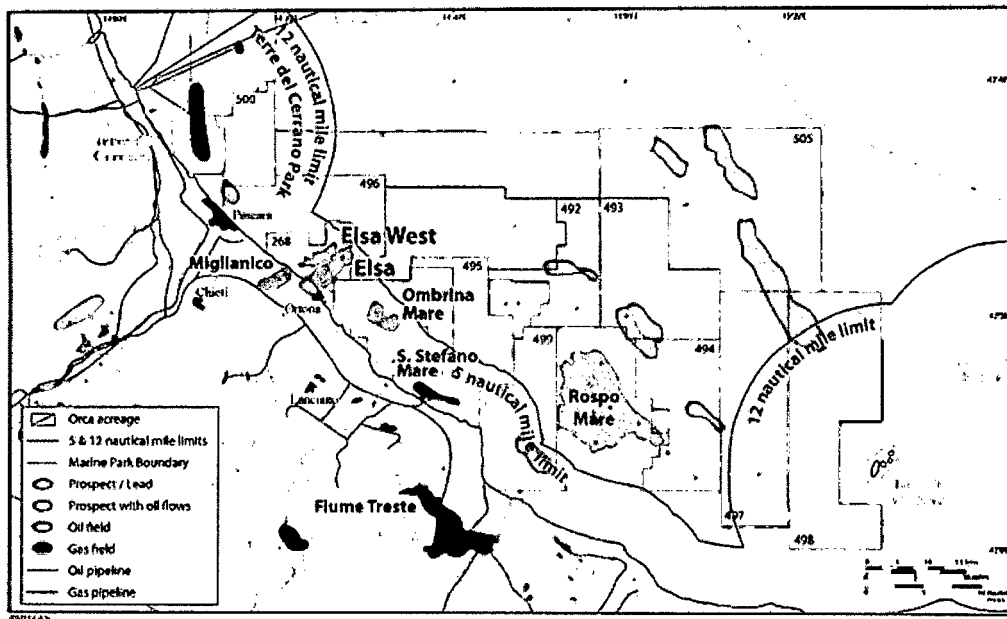 12 nautical mile limit
Torre del Cerrano Park
500
505
496
492
493
268
Elsa West
Elsa
Miglianico
495
Pescara
Chieti
Ortona
Ombrina
Mare
499
494
S. Stefano
Mare
5 nautical mile limit
Rospo
Mare
12 nautical mile limit
Lanciano
Fiume Treste
497
498
Orca acreage
5 & 12 nautical mile limits
Marine Park Boundary
Prospect / Lead
Prospect with oil flows
Oil field
Gas field
Oil pipeline
Gas pipeline